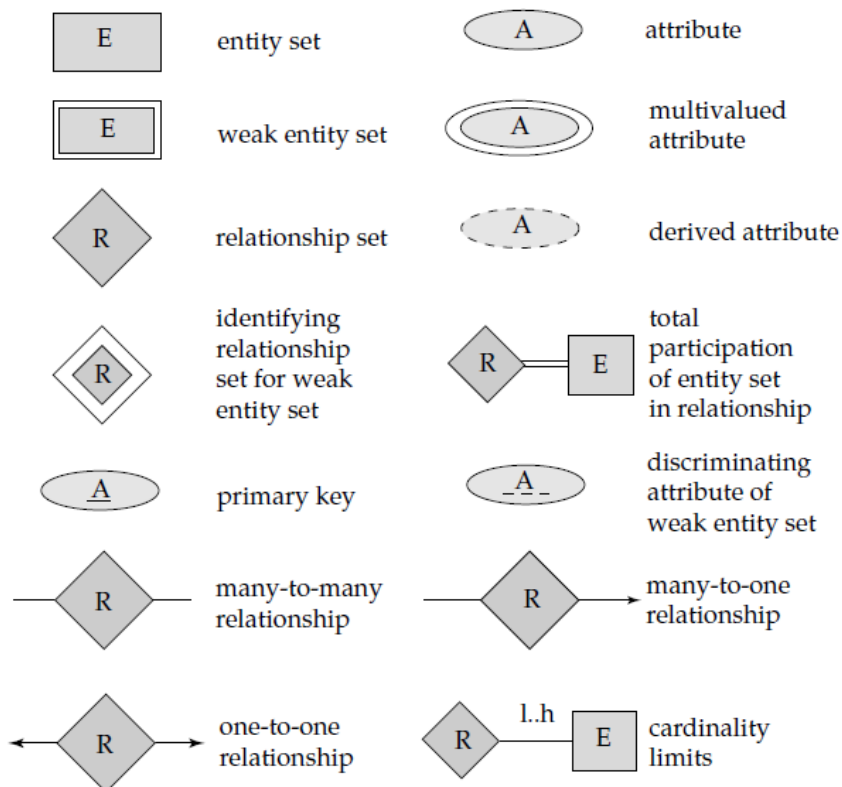 E
entity set
A
attribute
E
weak entity set
A
multivalued
attribute
R
relationship set
A
derived attribute
R
identifying
relationship
set for weak
entity set
R
E
total
participation
of entity set
in relationship
A
primary key
A
discriminating
attribute of
weak entity set
R
many-to-many
relationship
R
many-to-one
relationship
R
one-to-one
relationship
R
l..h
E
cardinality
limits